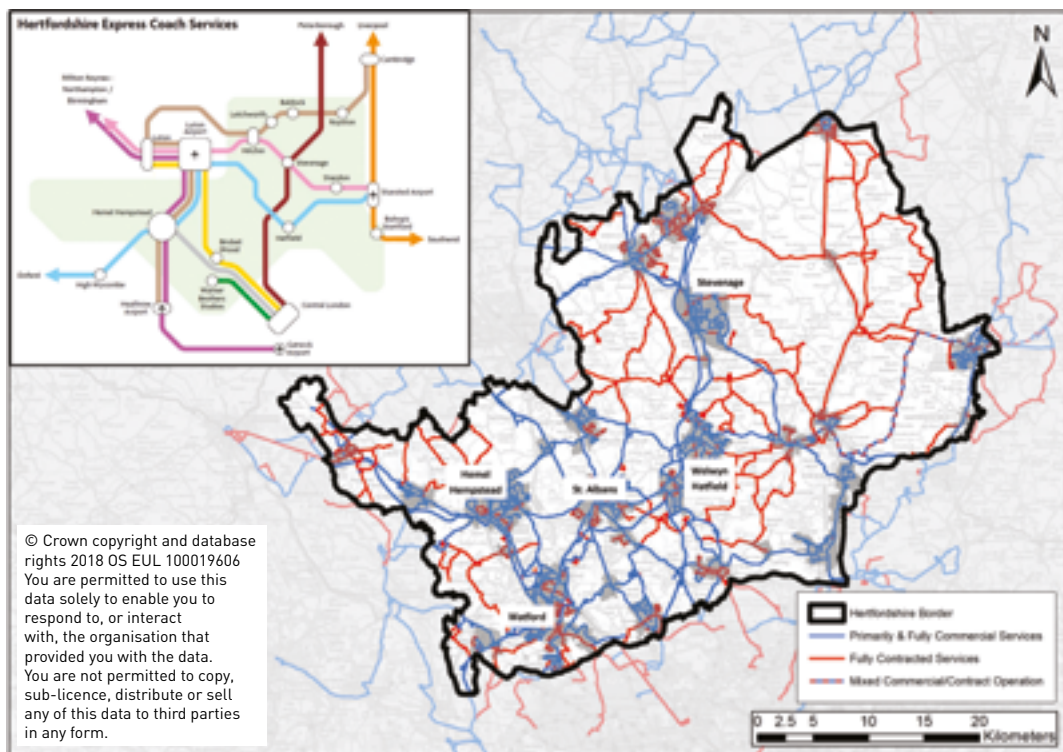 Hertfordshire Express Coach Services
Peterborough
Liverpool
Cambridge
Milton Keynes -
Northampton /
Birmingham
Luton
Airport
Luton
Letchworth
Baldock
Royston
Hitchin
Stevenage
Stansted Airport
Hemel Hempstead
Hatfield
Bishops
Stortford
Southend
Oxford
High Wycombe
Warner
Brothers
Studios
Central London
Heathrow
Airport
Gatwick
Airport
N
Stevenage
Hemel
Hempstead
St. Albans
Welwyn
Hatfield
Watford
© Crown copyright and database
rights 2018 OS EUL 100019606
You are permitted to use this
data solely to enable you to
respond to, or interact
with, the organisation that
provided you with the data.
You are not permitted to copy,
sub-licence, distribute or sell
any of this data to third parties
in any form.
Hertfordshire Border
Primarily & Fully Commercial Services
Fully Contracted Services
Mixed Commercial/Contract Operation
0 2.5 5 10 15 20
Kilometers